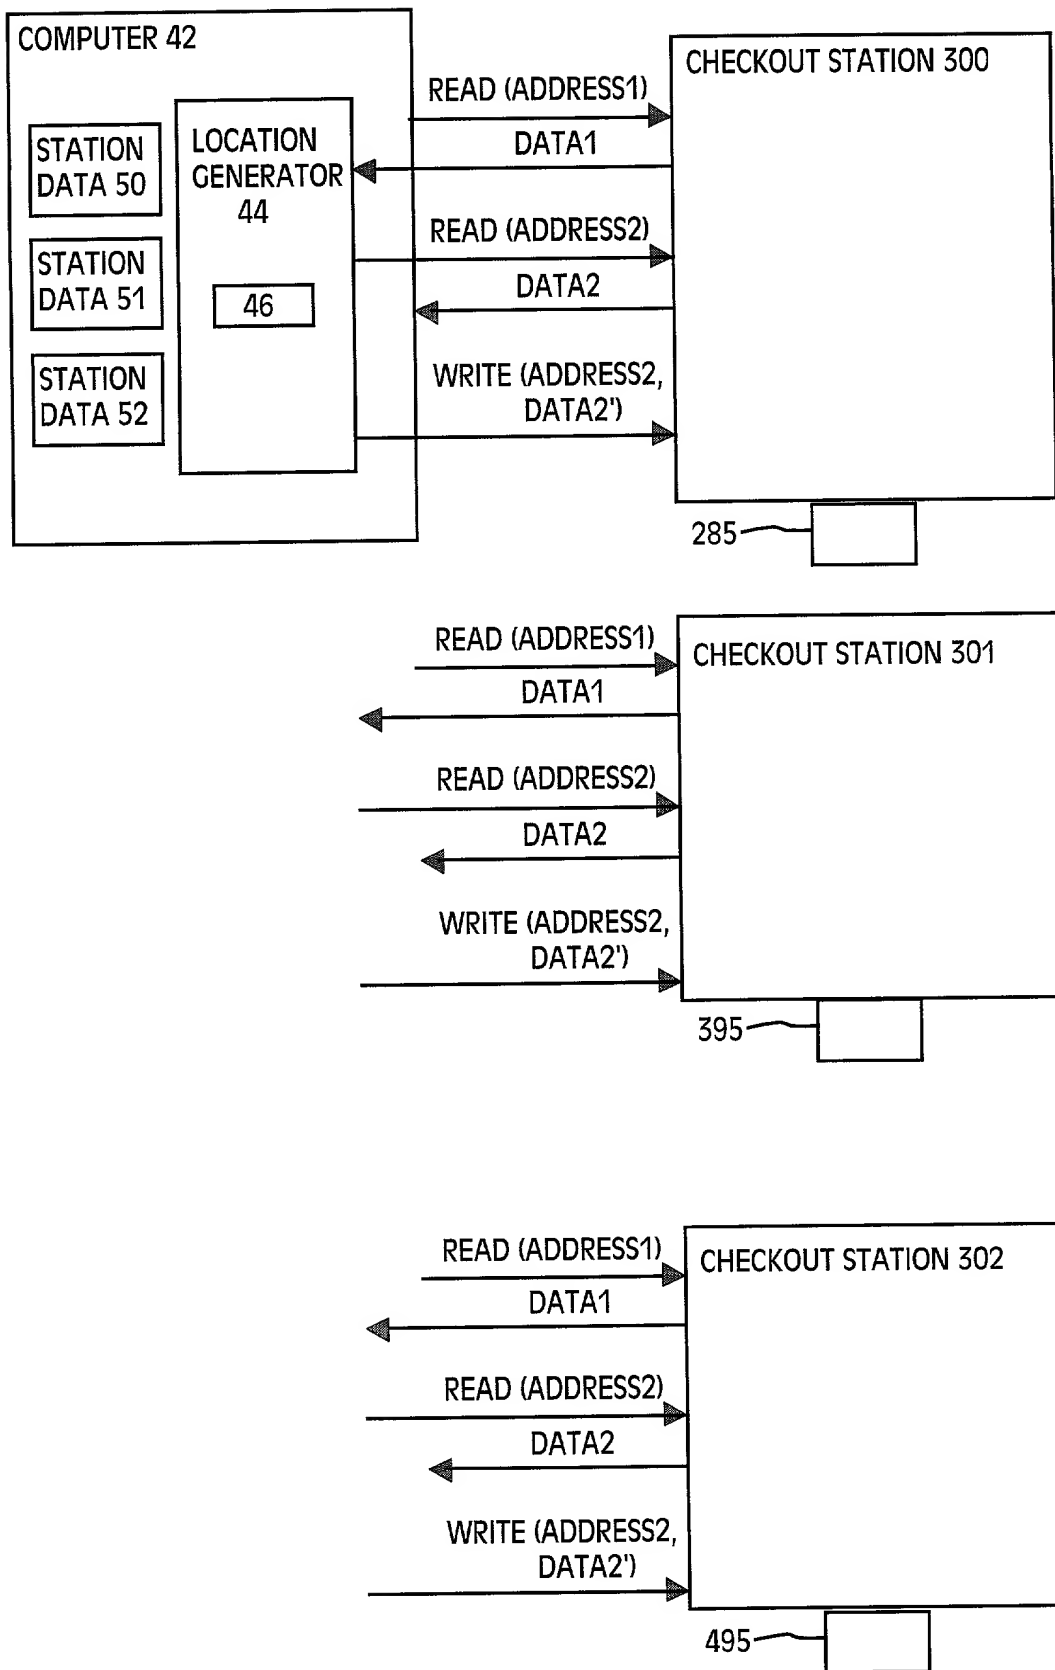 COMPUTER 42
STATION
DATA 50
STATION
DATA 51
STATION
DATA 52
LOCATION
GENERATOR
44
46
READ (ADDRESS1)
DATA1
READ (ADDRESS2)
DATA2
WRITE (ADDRESS2,
DATA2')
CHECKOUT STATION 300
285
READ (ADDRESS1)
DATA1
READ (ADDRESS2)
DATA2
WRITE (ADDRESS2,
DATA2')
CHECKOUT STATION 301
395
READ (ADDRESS1)
DATA1
READ (ADDRESS2)
DATA2
WRITE (ADDRESS2,
DATA2')
CHECKOUT STATION 302
495